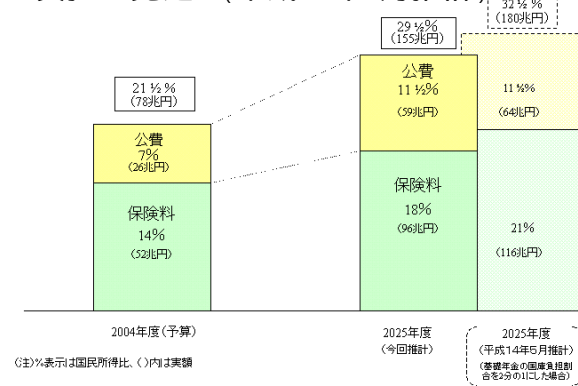 32 ½ %
(180兆円)
29 ½ %
(155兆円)
21 ½ %
(78兆円)
公費
7%
(26兆円)
保険料
14%
(52兆円)
公費
11 ½%
(59兆円)
保険料
18%
(96兆円)
11 ½%
(64兆円)
21%
(116兆円)
2004年度(予算)
2025年度
(今回推計)
2025年度
(平成14年5月推計)
(基礎年金の国庫負担割
合を2分の1にした場合)
(注)%表示は国民所得比、( )内は実額